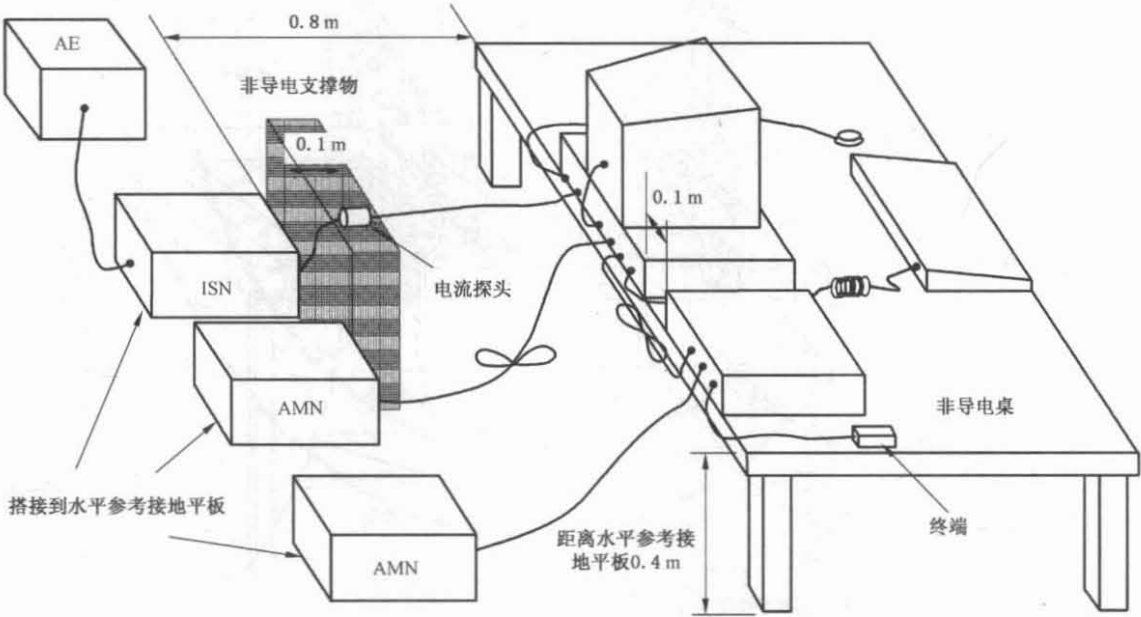 0.8 m
AE
非导电支撑物
0.1 m
0.1 m
ISN
电流探头
AMN
非导电桌
搭接到水平参考接地平板
终端
距离水平参考接
地平板0.4 m
AMN